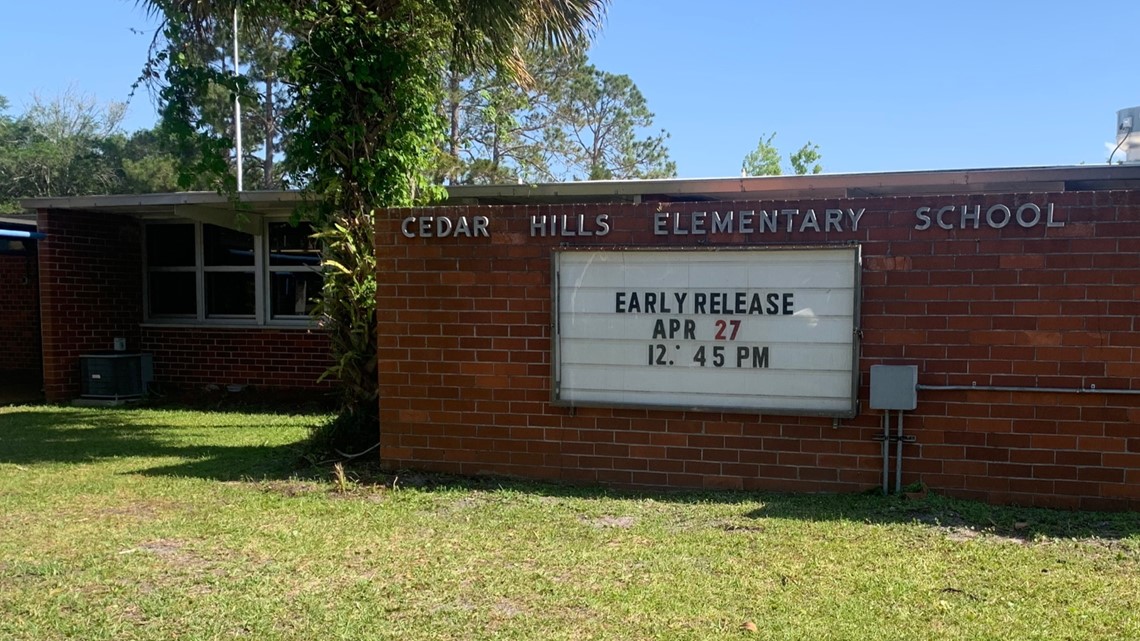 CEDAR HILLS ELEMENTARY SCHOOL
EARLY RELEASE
APR 27
12:45 PM